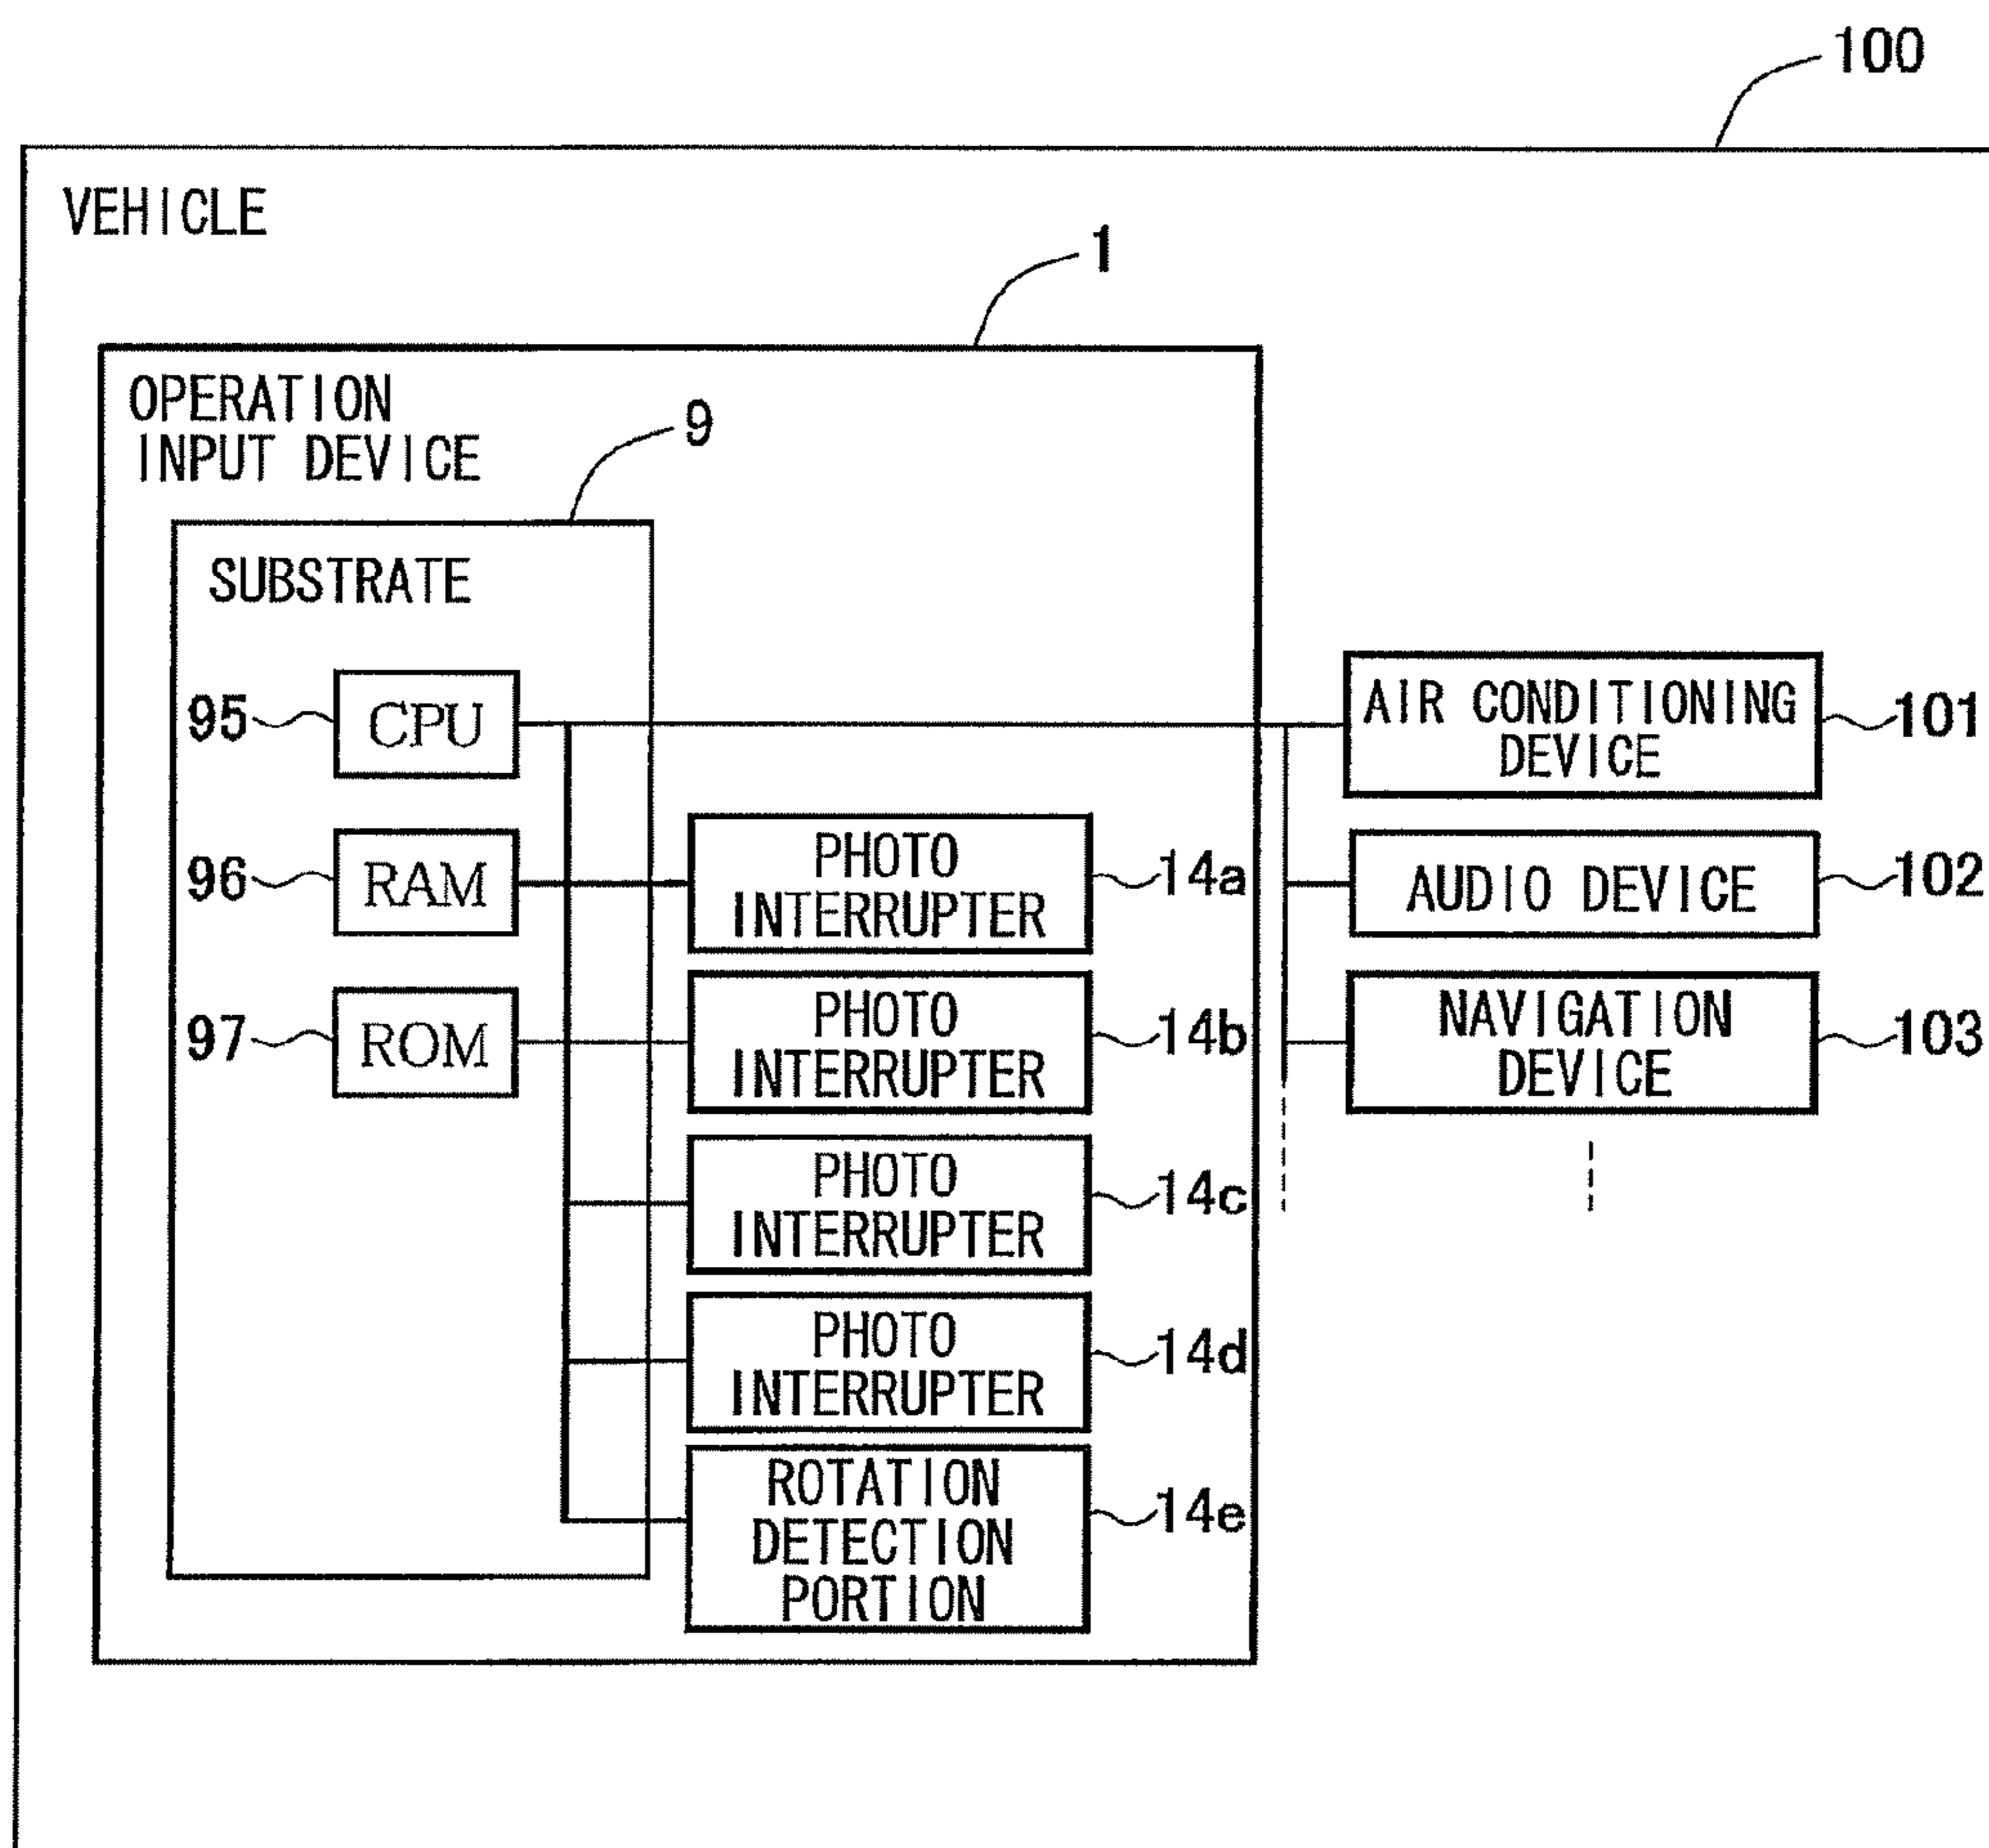 100
VEHICLE
1
OPERATION
INPUT DEVICE
9
SUBSTRATE
95
CPU
AIR CONDITIONING
DEVICE
101
96
RAM
PHOTO
INTERRUPTER
14a
AUDIO DEVICE
102
97
ROM
PHOTO
INTERRUPTER
14b
NAVIGATION
DEVICE
103
PHOTO
INTERRUPTER
14c
PHOTO
INTERRUPTER
14d
ROTATION
DETECTION
PORTION
14e